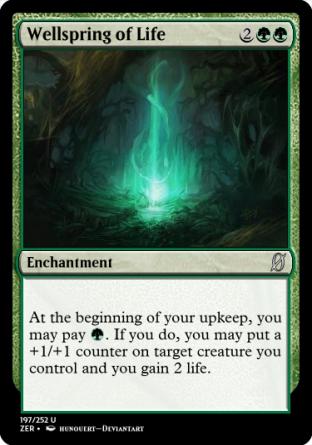 Wellspring of Life 2
Enchantment
At the beginning of your upkeep, you
may pay . If you do, you may put a
+1/+1 counter on target creature you
control and you gain 2 life.
197/252 U
ZER • hunqwert–Deviantart